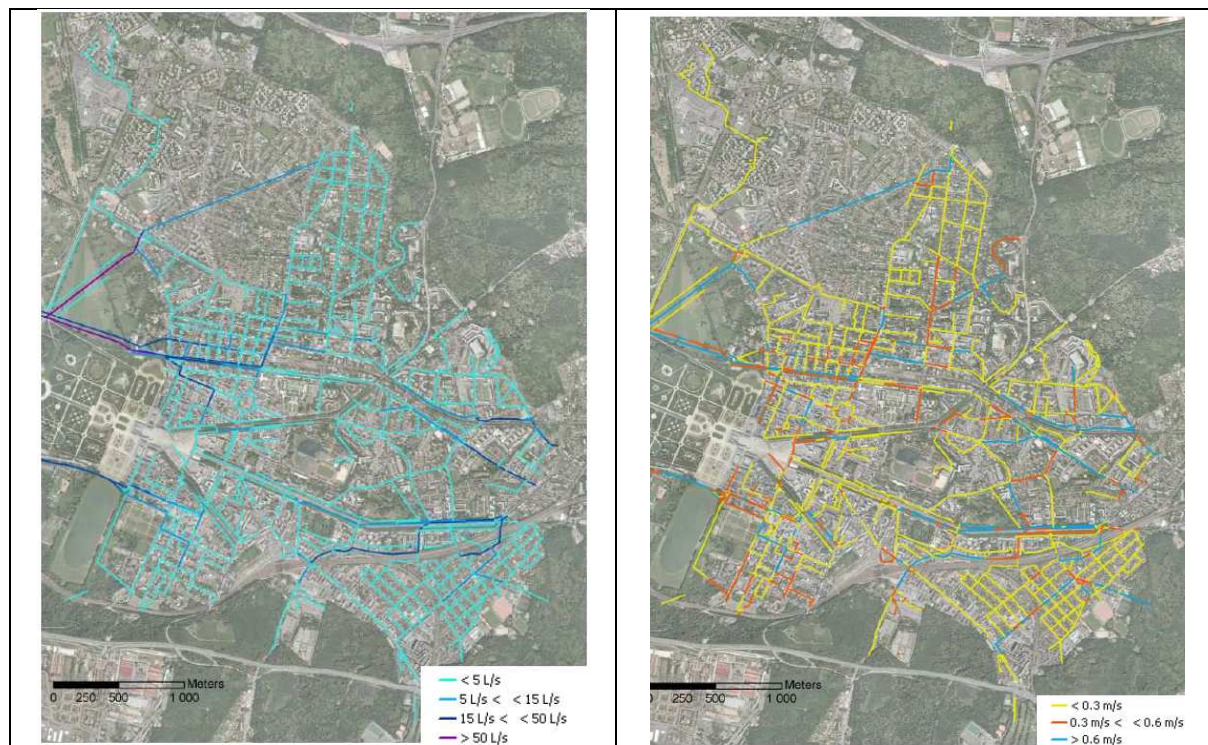 Meters
0 250 500 1 000
< 5 L/s
5 L/s < < 15 L/s
15 L/s < < 50 L/s
> 50 L/s
Meters
0 250 500 1 000
< 0.3 m/s
0.3 m/s < < 0.6 m/s
> 0.6 m/s